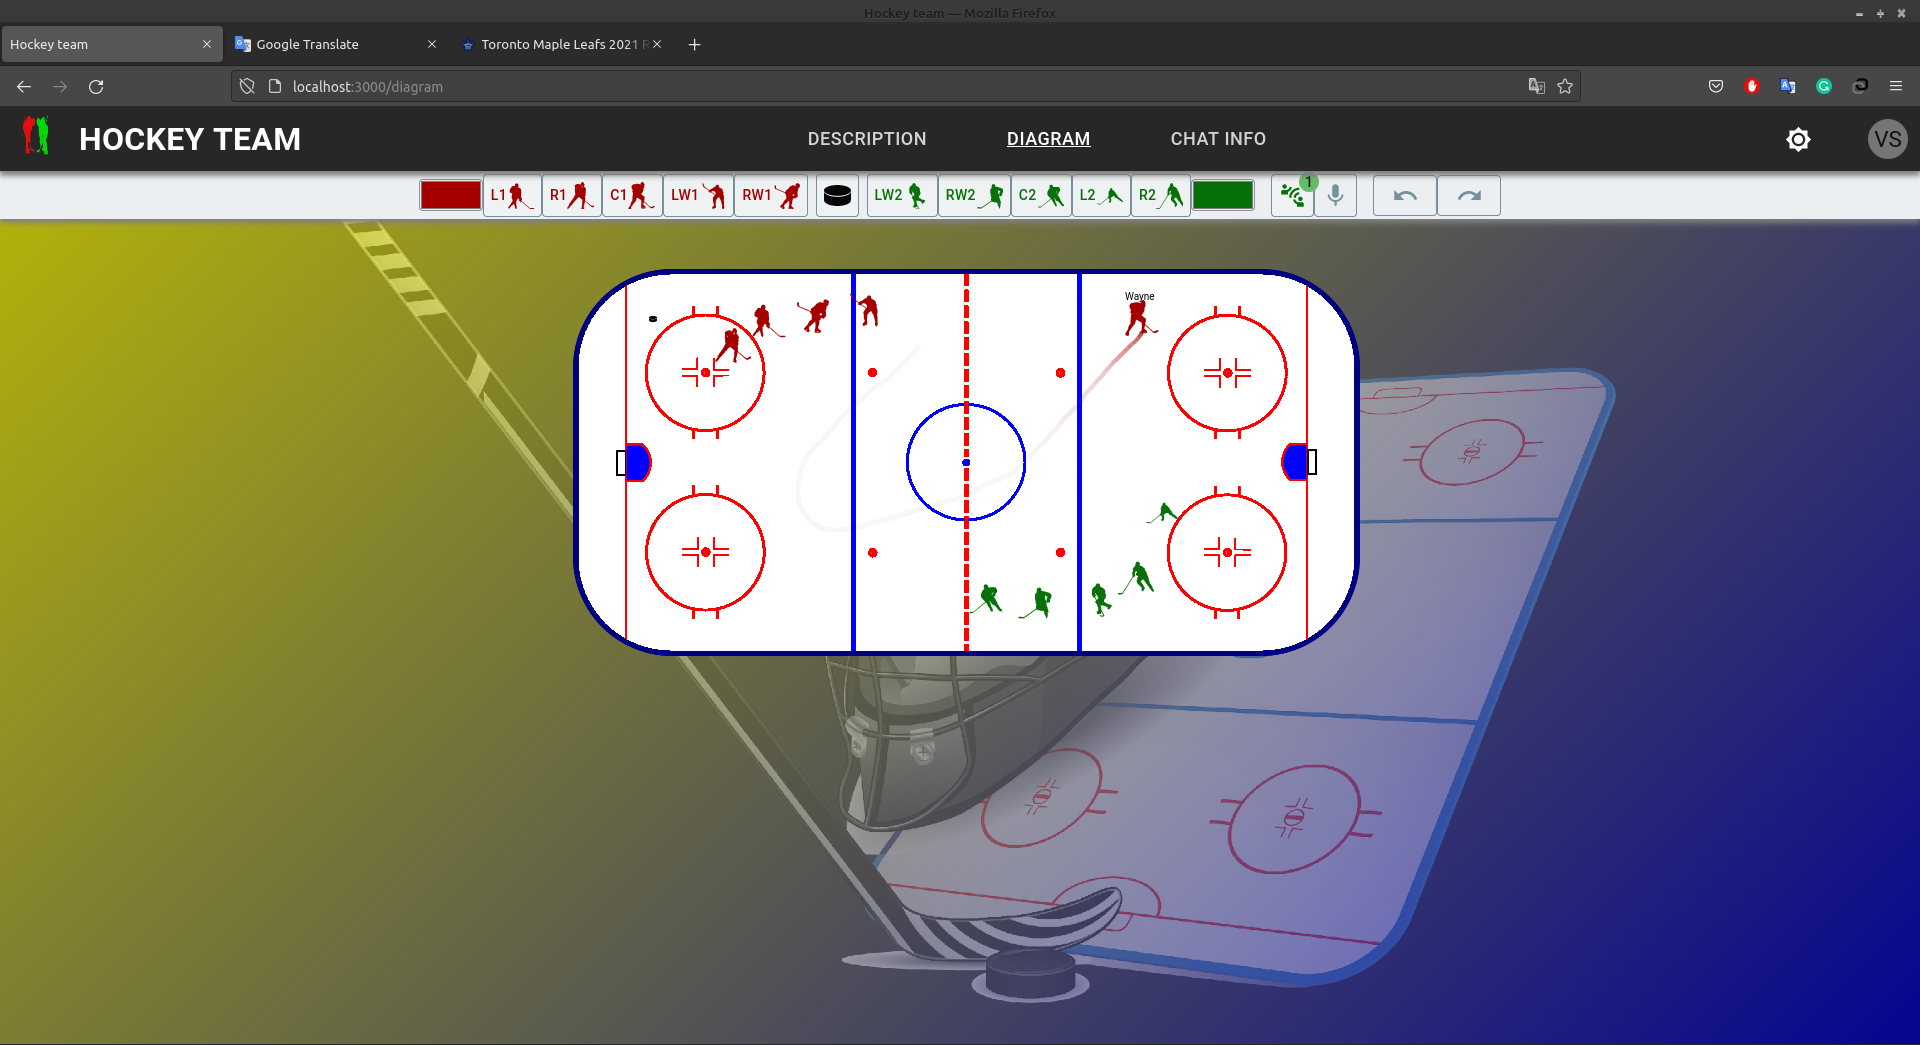 Hockey team — Mozilla Firefox
Hockey team
Google Translate
Toronto Maple Leafs 2021 R
localhost:3000/diagram
HOCKEY TEAM
DESCRIPTION
DIAGRAM
CHAT INFO
VS
L1
R1
C1
LW1
RW1
LW2
RW2
C2
L2
R2
1
Wayne